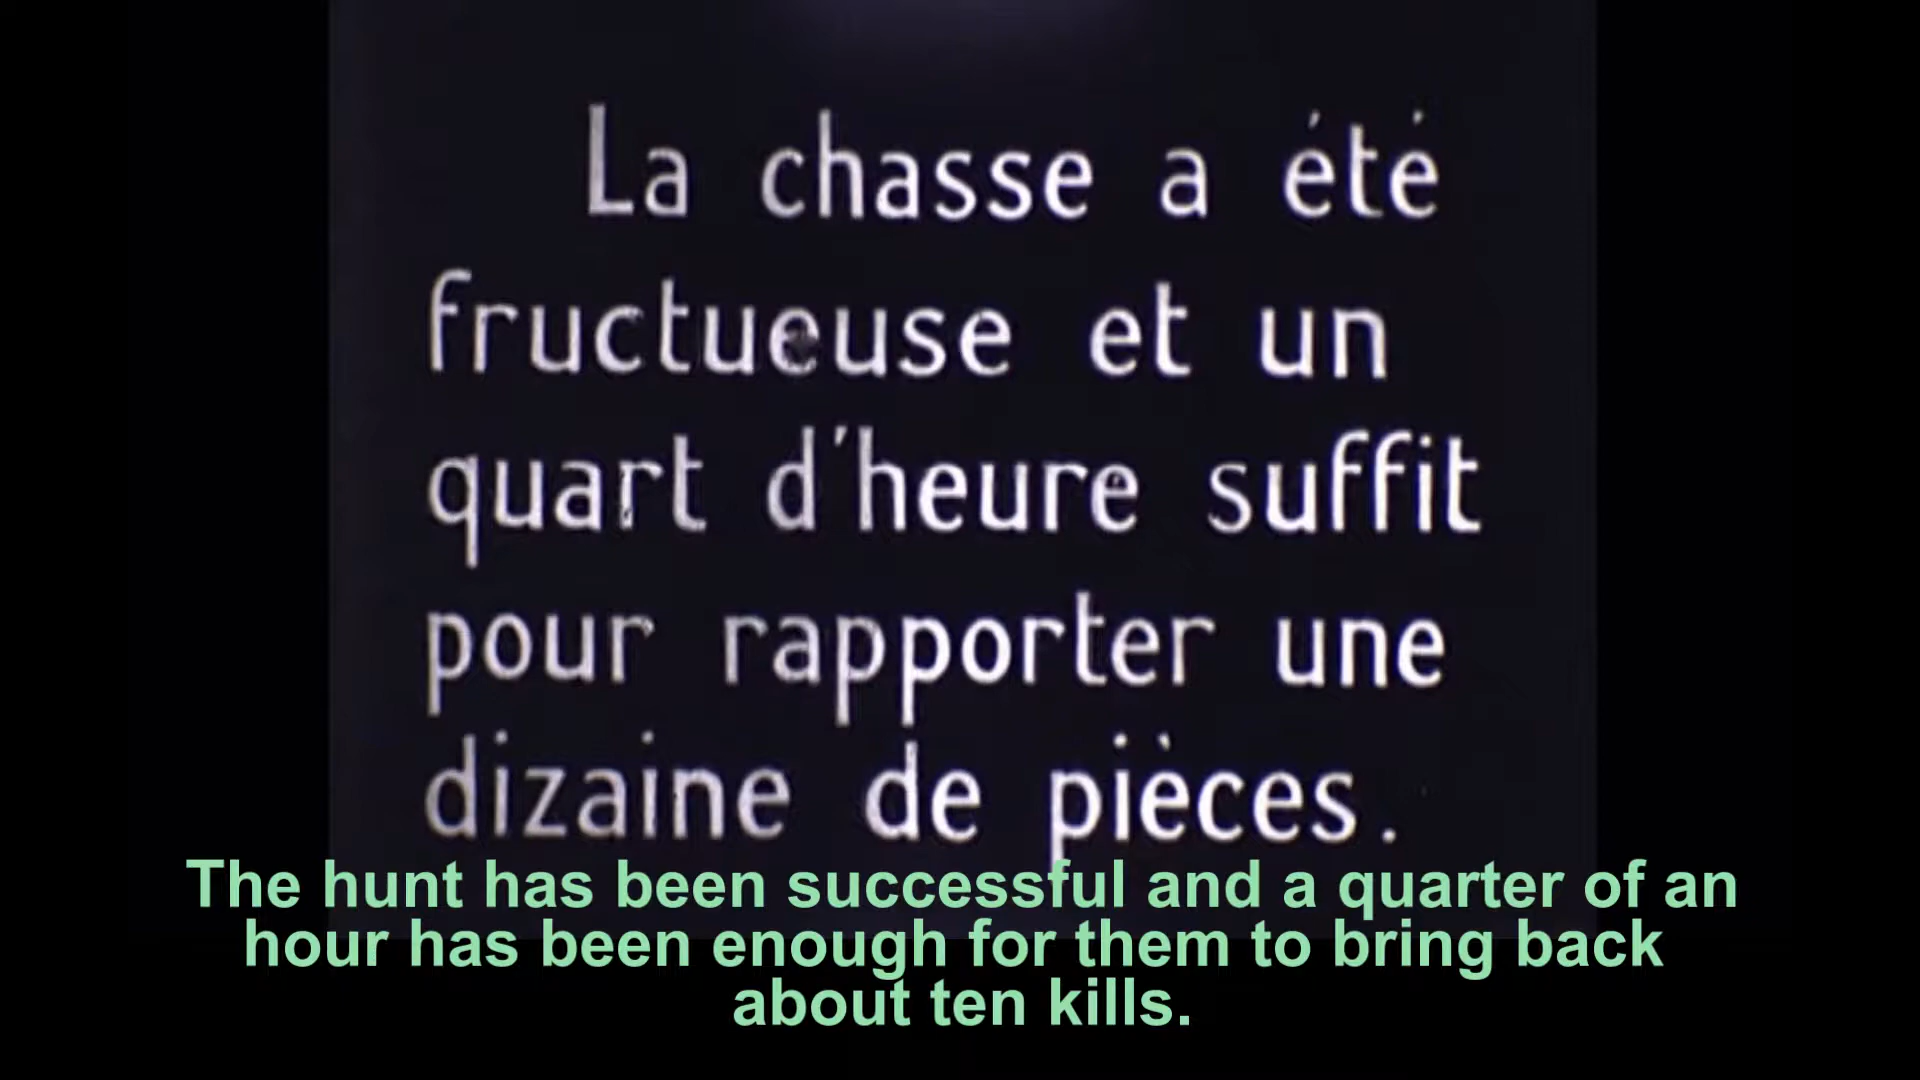 La chasse a été
fructueuse et un
quart d'heure suffit
pour rapporter une
dizaine de pièces.
The hunt has been successful and a quarter of an
hour has been enough for them to bring back
about ten kills.